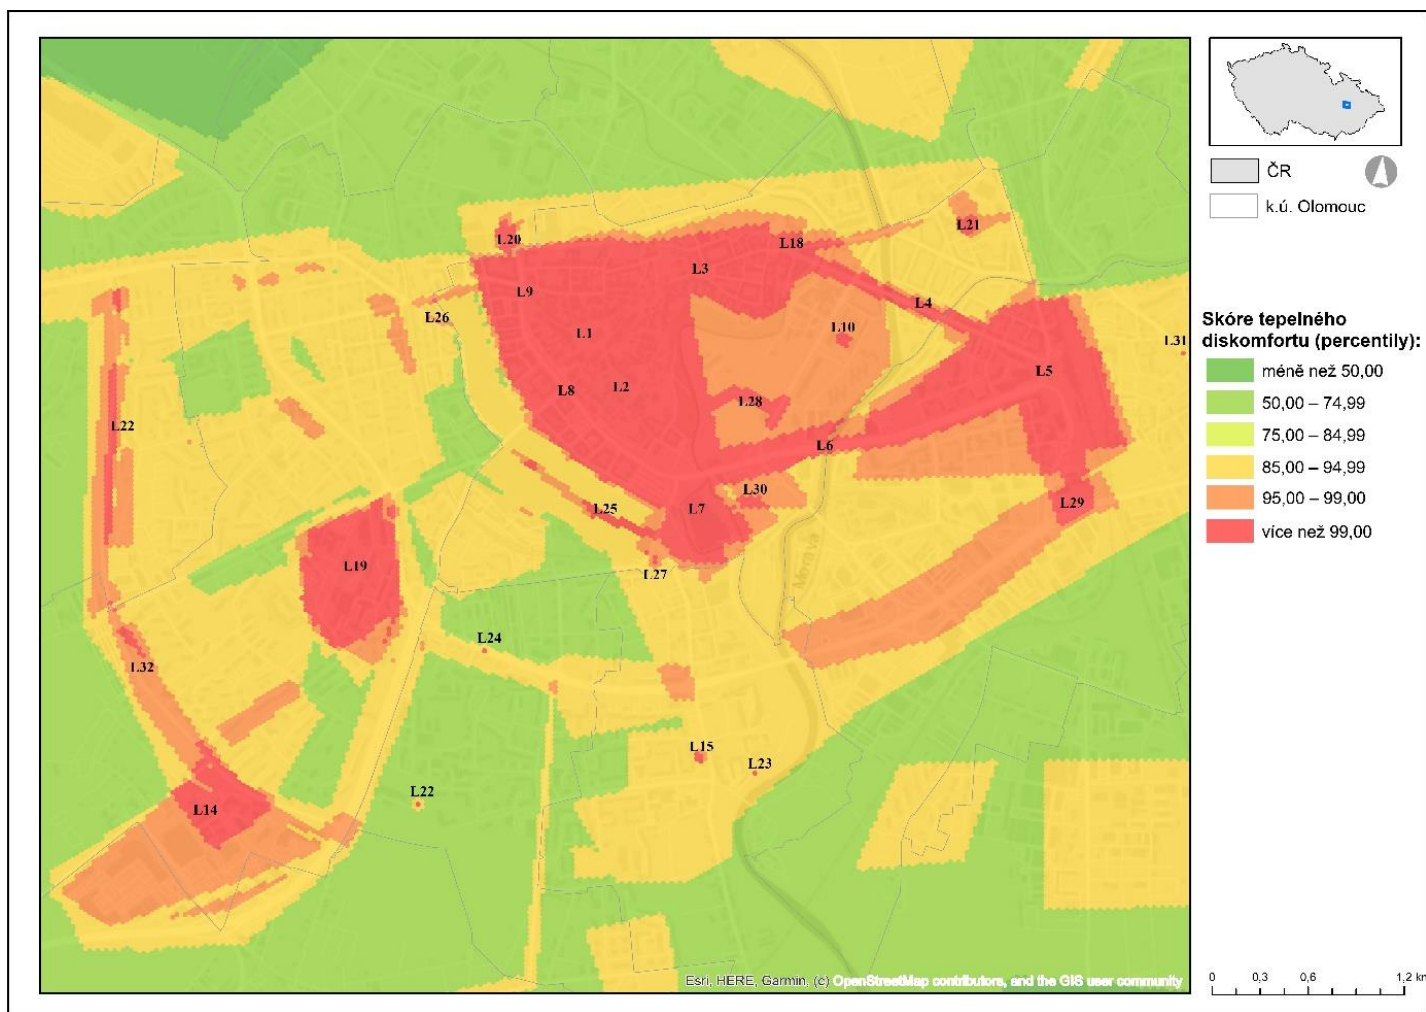 ČR
k.ú. Olomouc
L20
L21
L18
L3
L9
L4
L26
L10
L1
L31
L5
L8
L2
L28
L22
L6
L30
L25
L7
L29
Morava
L19
L27
L24
L32
L15
L23
L22
L14
Skóre tepelného
diskomfortu (percentily):
méně než 50,00
50,00 – 74,99
75,00 – 84,99
85,00 – 94,99
95,00 – 99,00
více než 99,00
Esri, HERE, Garmin, (c) OpenStreetMap contributors, and the GIS user community
0 0,3 0,6 1,2 km